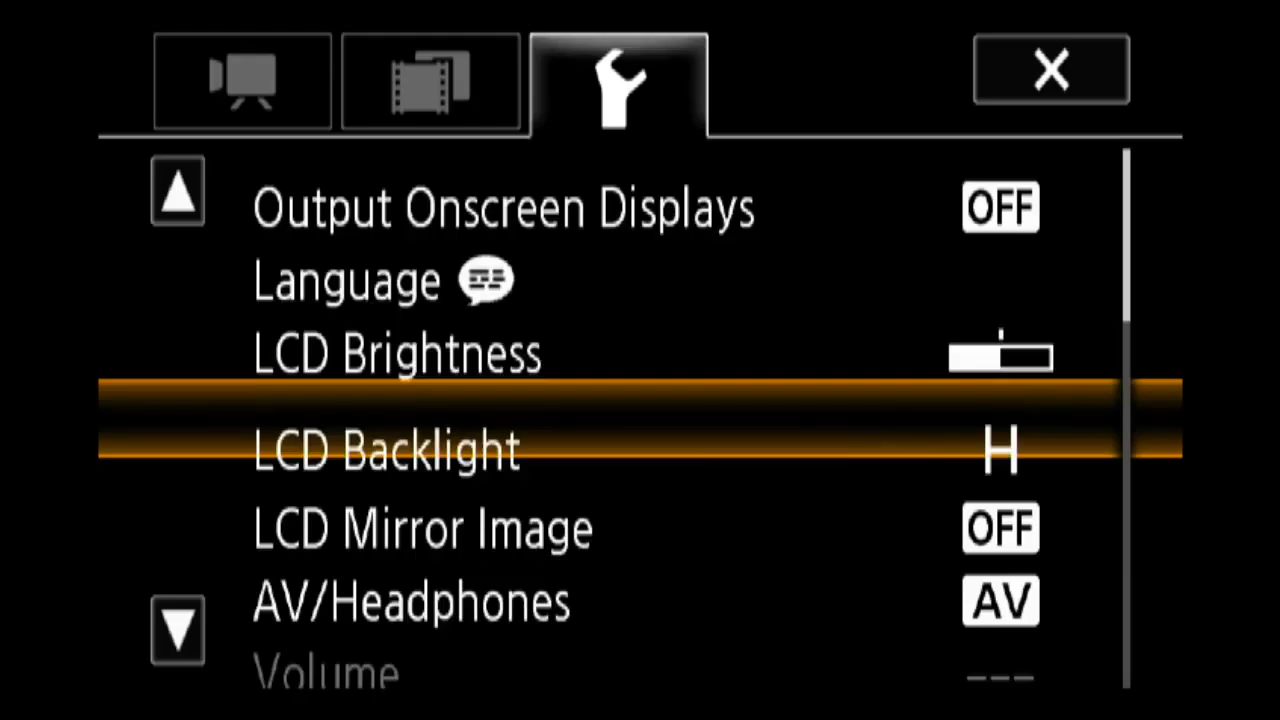 X
Output Onscreen Displays OFF
Language
LCD Brightness
LCD Backlight H
LCD Mirror Image OFF
AV/Headphones AV
Volume ---